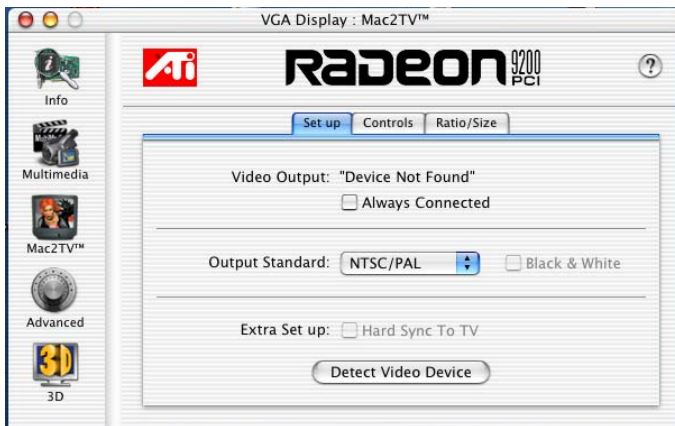 VGA Display : Mac2TV™
Info
Multimedia
Mac2TV™
Advanced
3D
ATi
RADEON 9200 PCI
?
Set up Controls Ratio/Size
Video Output: "Device Not Found"
Always Connected
Output Standard: NTSC/PAL Black & White
Extra Set up: Hard Sync To TV
Detect Video Device